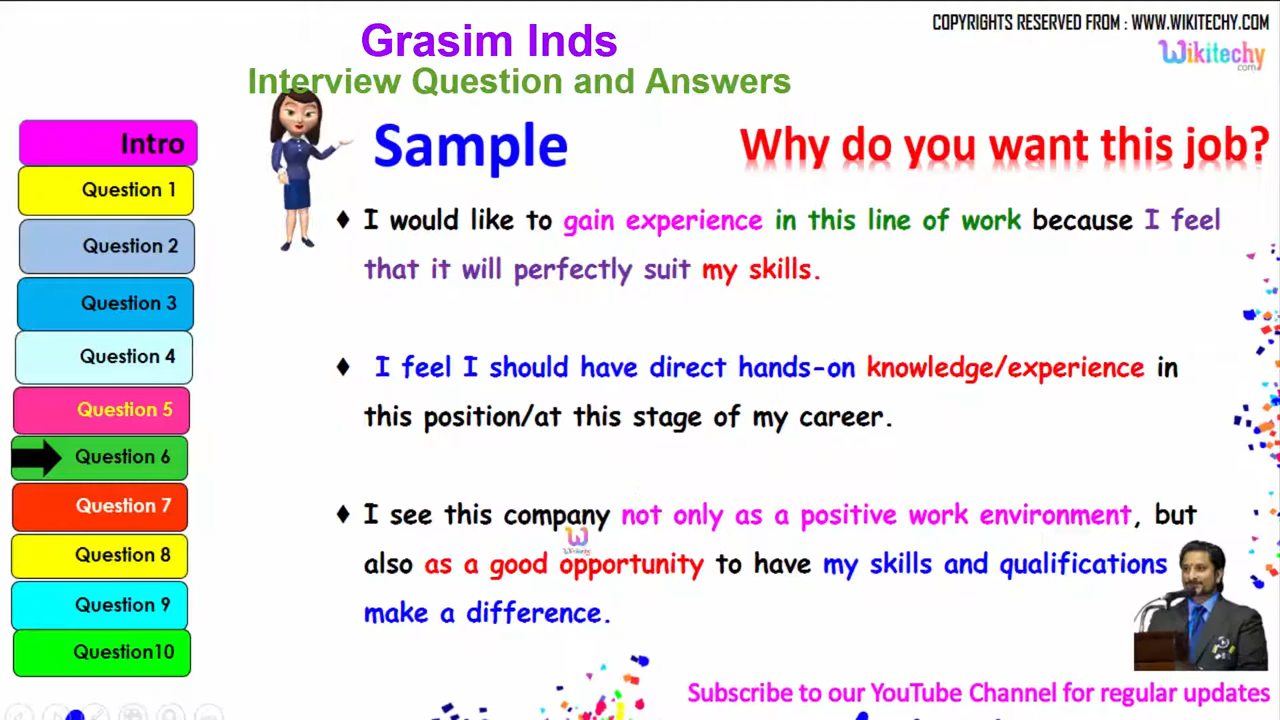 COPYRIGHTS RESERVED FROM : WWW.WIKITECHY.COM
Wikitechy
.com
Grasim Inds
Interview Question and Answers
Sample
Why do you want this job?
Intro
Question 1
Question 2
Question 3
Question 4
Question 5
Question 6
Question 7
Question 8
Question 9
Question10
♦ I would like to gain experience in this line of work because I feel
that it will perfectly suit my skills.
♦ I feel I should have direct hands-on knowledge/experience in
this position/at this stage of my career.
♦ I see this company not only as a positive work environment, but
also as a good opportunity to have my skills and qualifications
make a difference.
W
Wikitechy
Subscribe to our YouTube Channel for regular updates